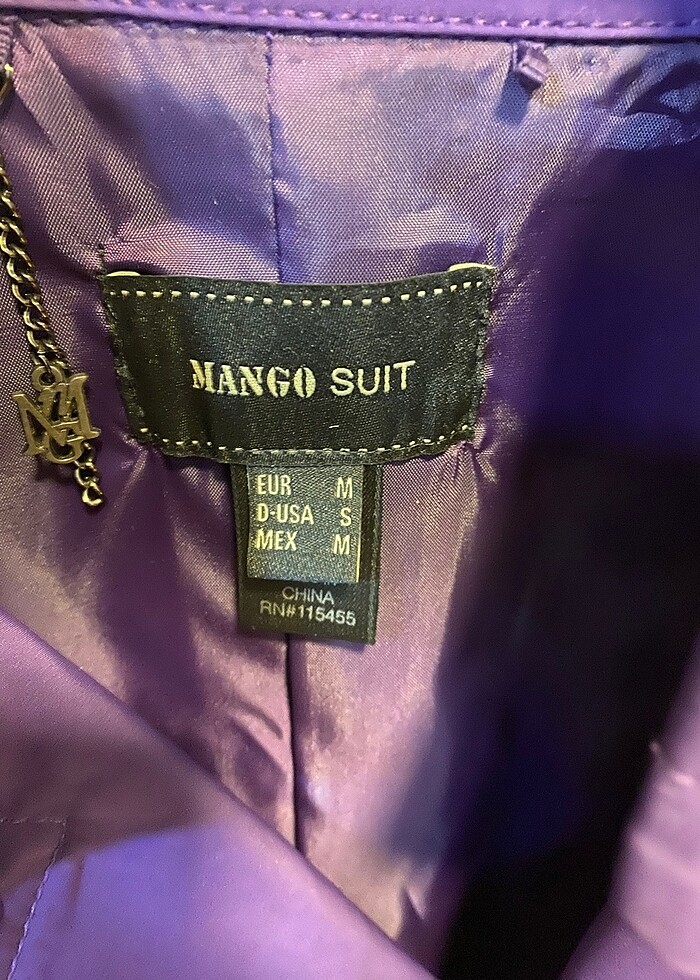 MANGO SUIT
EUR M
D-USA S
MEX M
CHINA
RN#115455